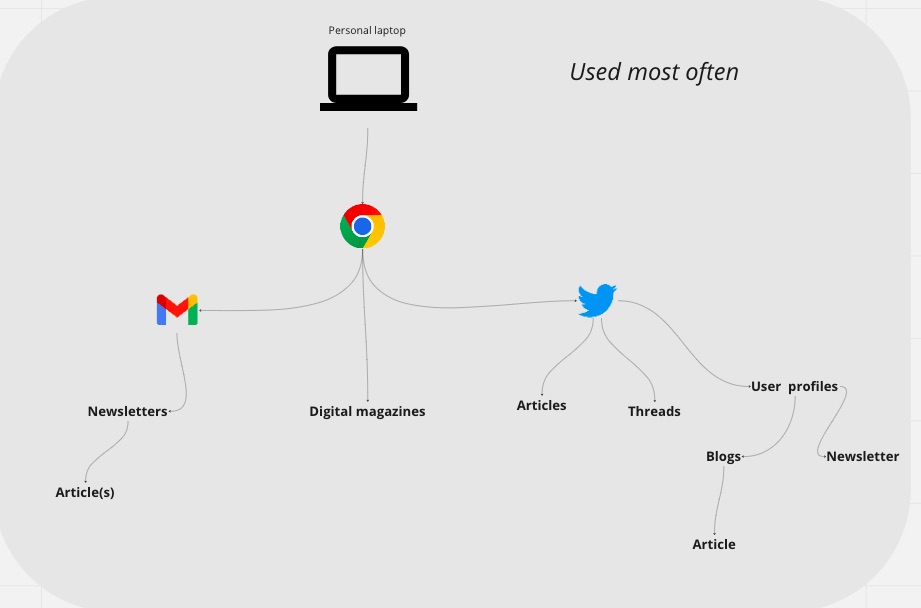 Personal laptop
Used most often
Newsletters
Digital magazines
Articles
Threads
User profiles
Blogs
Newsletter
Article(s)
Article